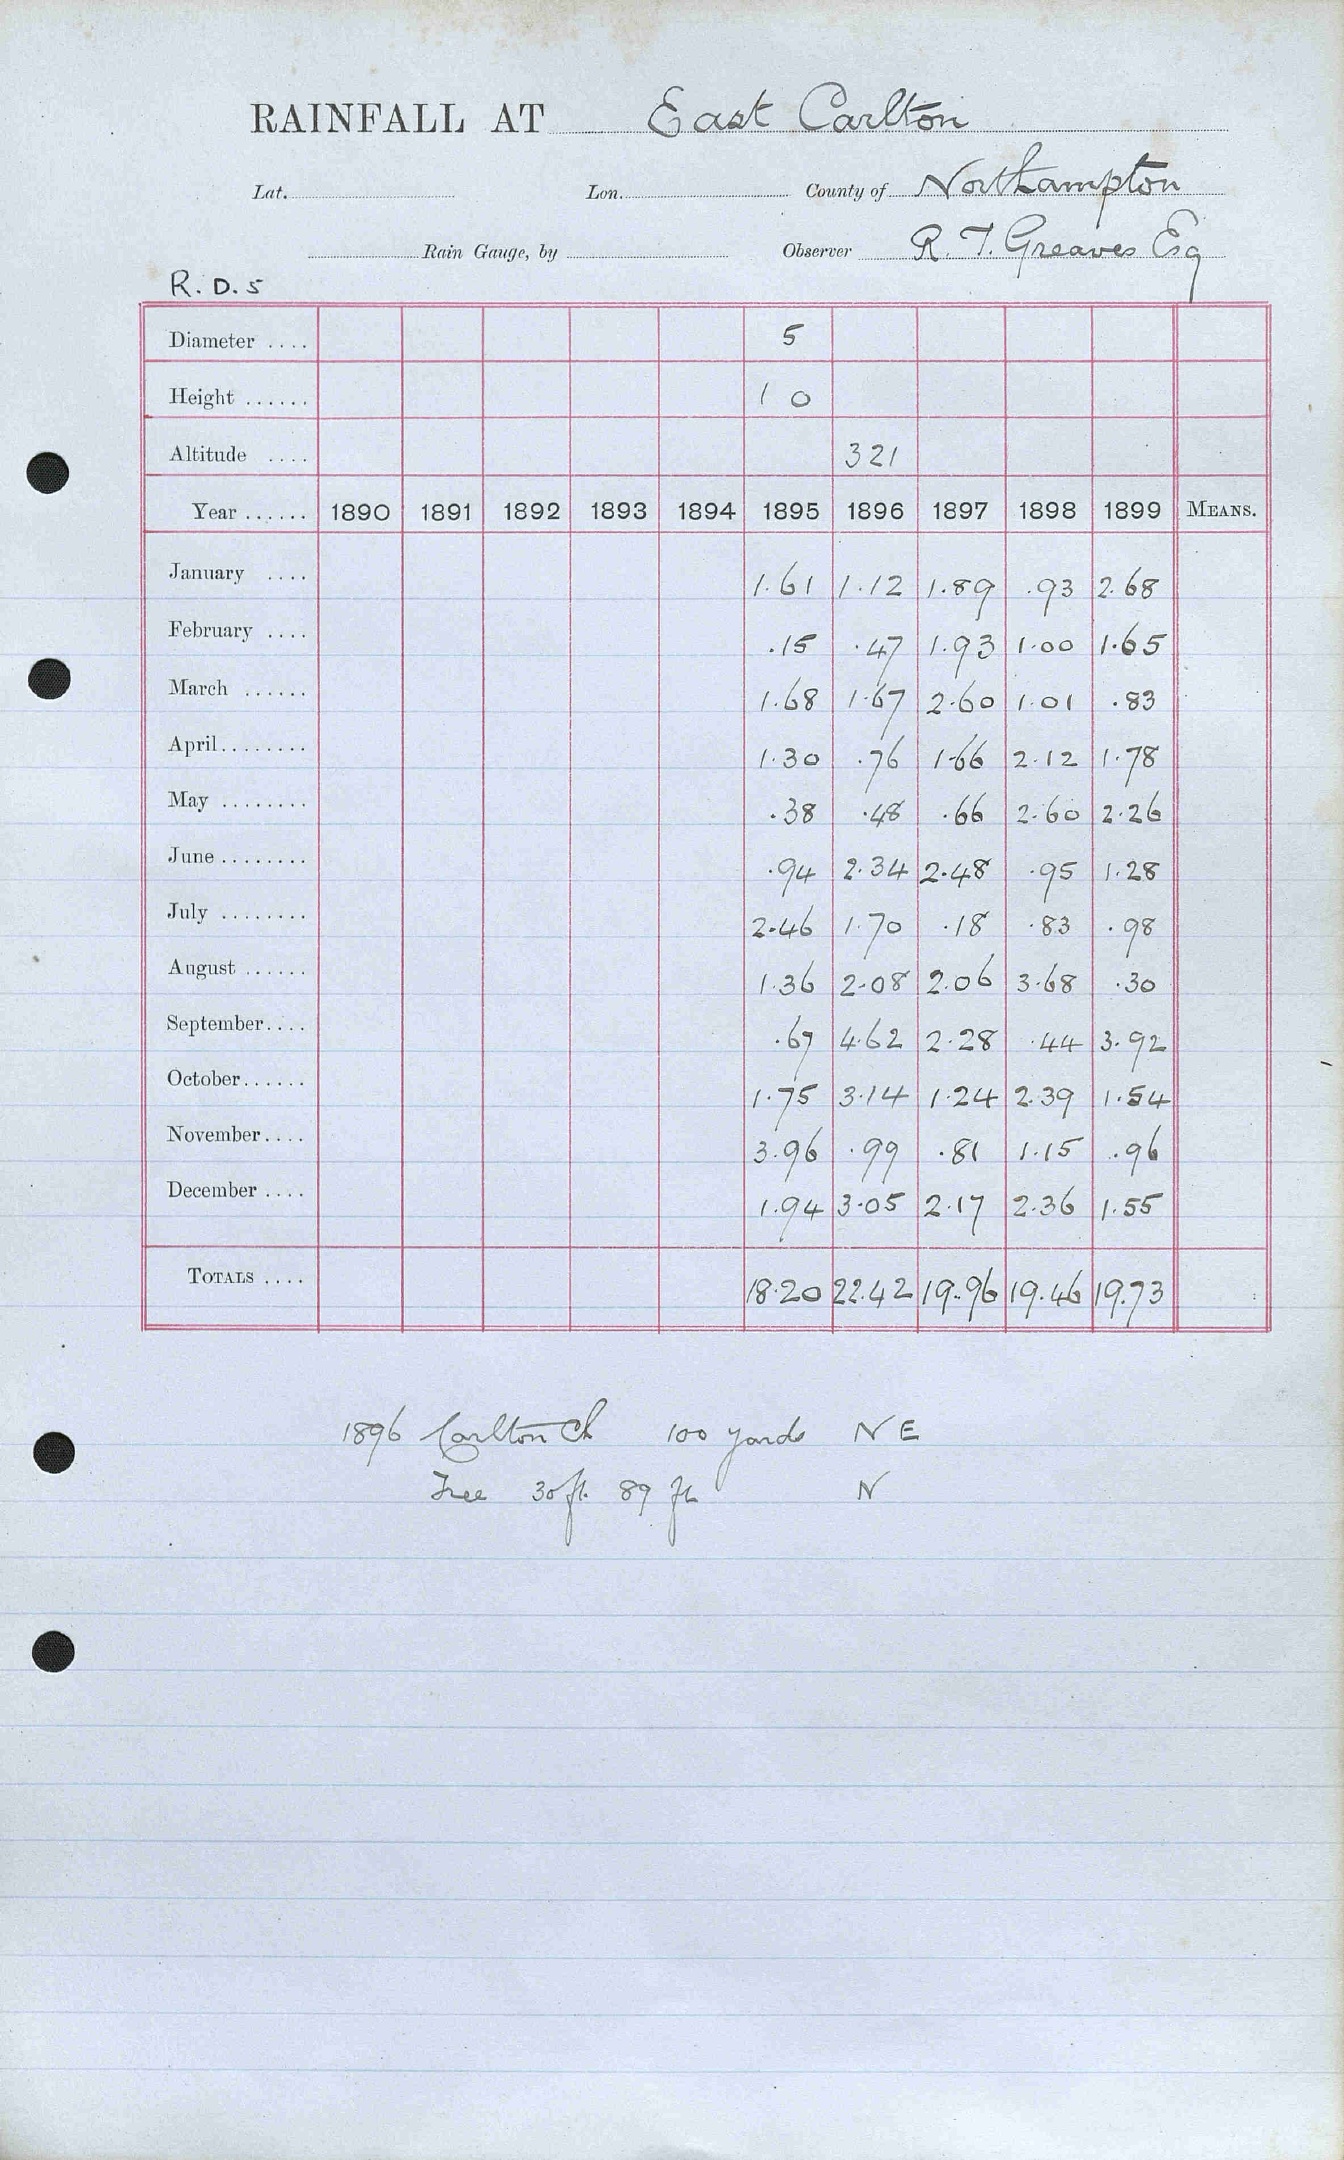 RAINFALL AT East Carlton
Lat. Lon. County of Northampton
Rain Gauge, by Observer R. T. Greaves Esq
R. D. 5
Diameter .... 5
Height ...... 1 0
Altitude .... 321
Year ...... 1890 1891 1892 1893 1894 1895 1896 1897 1898 1899 MEANS.
January .... 1.61 1.12 1.89 .93 2.68
February .... .15 .47 1.93 1.00 1.65
March ...... 1.68 1.67 2.60 1.01 .83
April........ 1.30 .76 1.66 2.12 1.78
May ........ .38 .48 .66 2.60 2.26
June ........ .94 2.34 2.48 .95 1.28
July ........ 2.46 1.70 .18 .83 .98
August ...... 1.36 2.08 2.06 3.68 .30
September.... .67 4.62 2.28 .44 3.92
October...... 1.75 3.14 1.24 2.39 1.54
November.... 3.96 .99 .81 1.15 .96
December .... 1.94 3.05 2.17 2.36 1.55
TOTALS .... 18.20 22.42 19.96 19.46 19.73
1896 Carlton Ch 100 yards N E
Tree 30 ft. 89 ft N